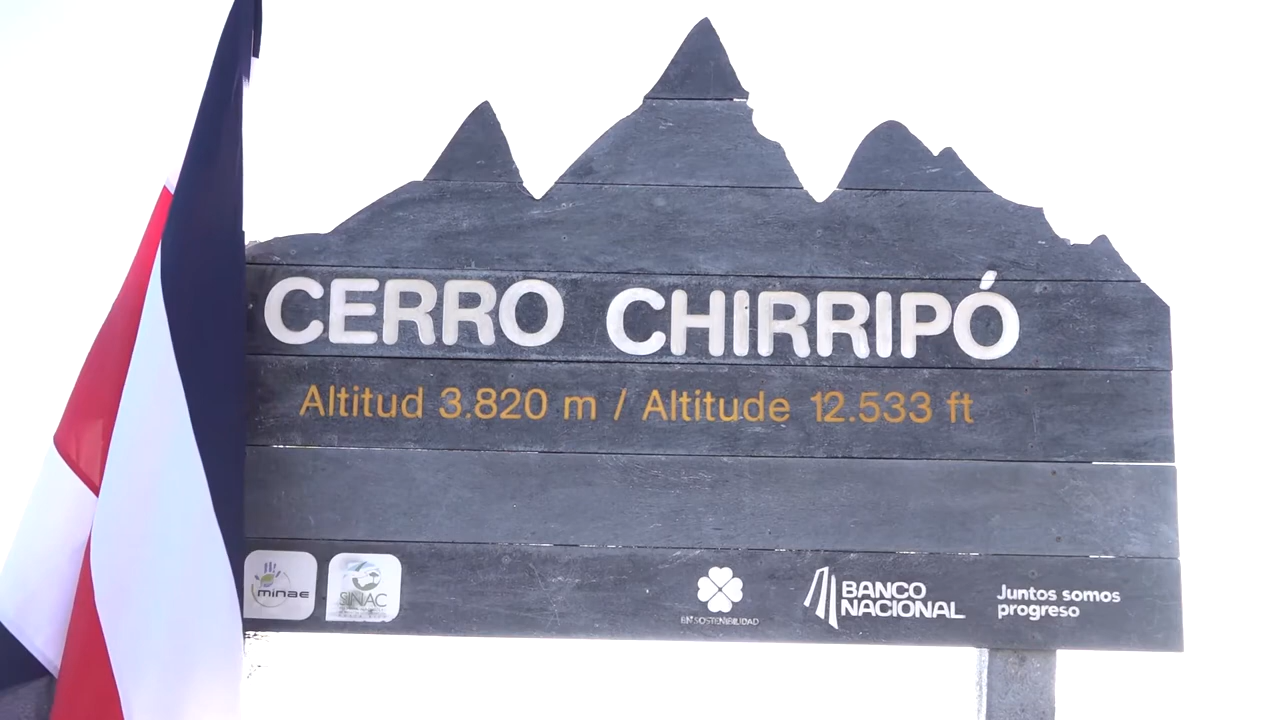 CERRO CHIRRIPÓ
Altitud 3.820 m / Altitude 12.533 ft
minae
SINAC
EN SOSTENIBILIDAD
BANCO
NACIONAL
Juntos somos
progreso